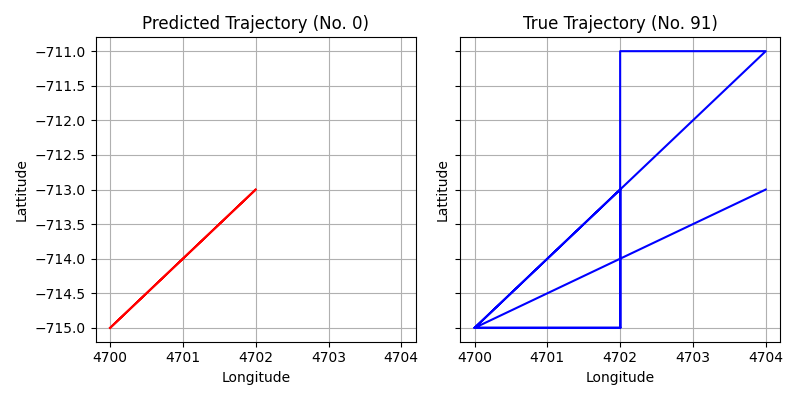 Predicted Trajectory (No. 0)
True Trajectory (No. 91)
−711.0
−711.5
−712.0
−712.5
−713.0
−713.5
−714.0
−714.5
−715.0
Lattitude
Lattitude
4700 4701 4702 4703 4704
4700 4701 4702 4703 4704
Longitude
Longitude